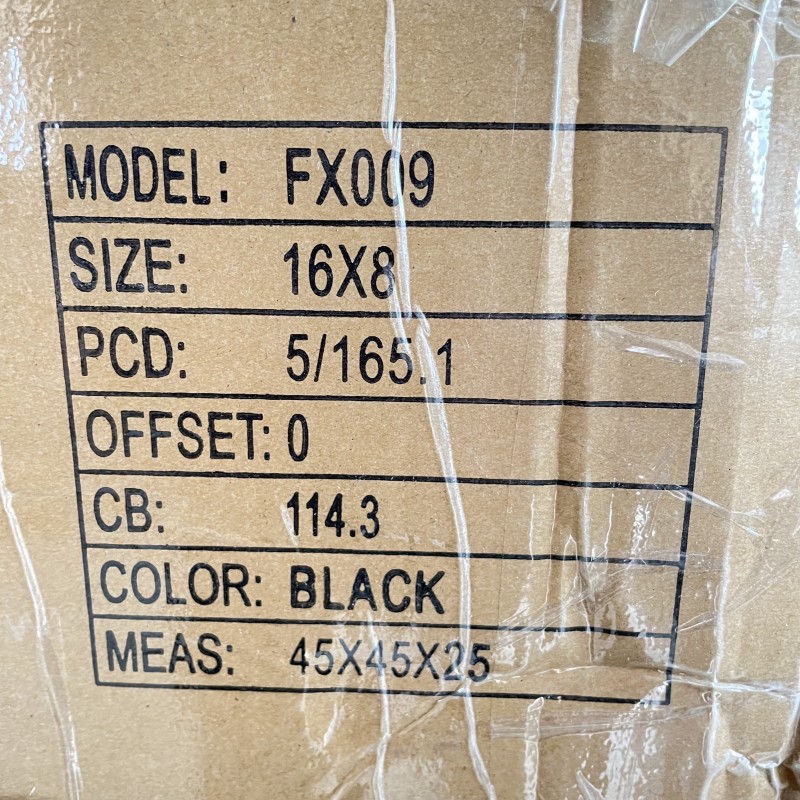 MODEL: FX009
SIZE: 16X8
PCD: 5/165.1
OFFSET: 0
CB: 114.3
COLOR: BLACK
MEAS: 45X45X25